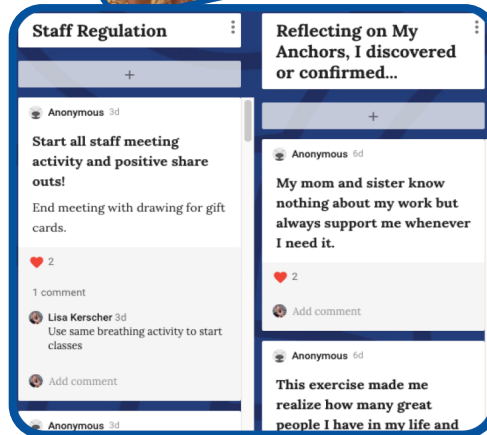 Staff Regulation
+
Anonymous 3d
Start all staff meeting
activity and positive share
outs!
End meeting with drawing for gift
cards.
2
1 comment
Lisa Kerscher 3d
Use same breathing activity to start
classes
Add comment
Anonymous 3d
Reflecting on My
Anchors, I discovered
or confirmed...
+
Anonymous 6d
My mom and sister know
nothing about my work but
always support me whenever
I need it.
2
Add comment
Anonymous 6d
This exercise made me
realize how many great
people I have in my life and